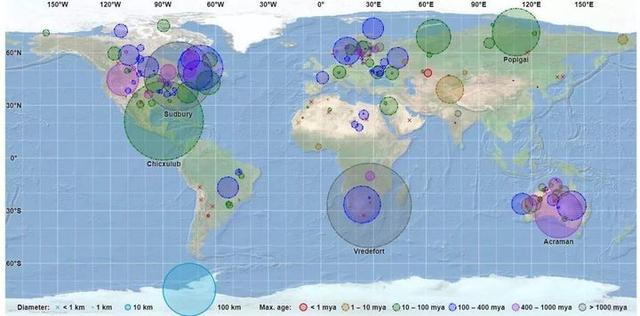 150°W 120°W 90°W 60°W 30°W 0° 30°E 60°E 90°E 120°E 150°E
60°N
Popigai
30°N
Sudbury
0°
Chicxulub
30°S
Acraman
Vredefort
60°S
Diameter: < 1 km 1 km 10 km 100 km Max. age: < 1 mya 1 – 10 mya 10 – 100 mya 100 – 400 mya 400 – 1000 mya > 1000 mya